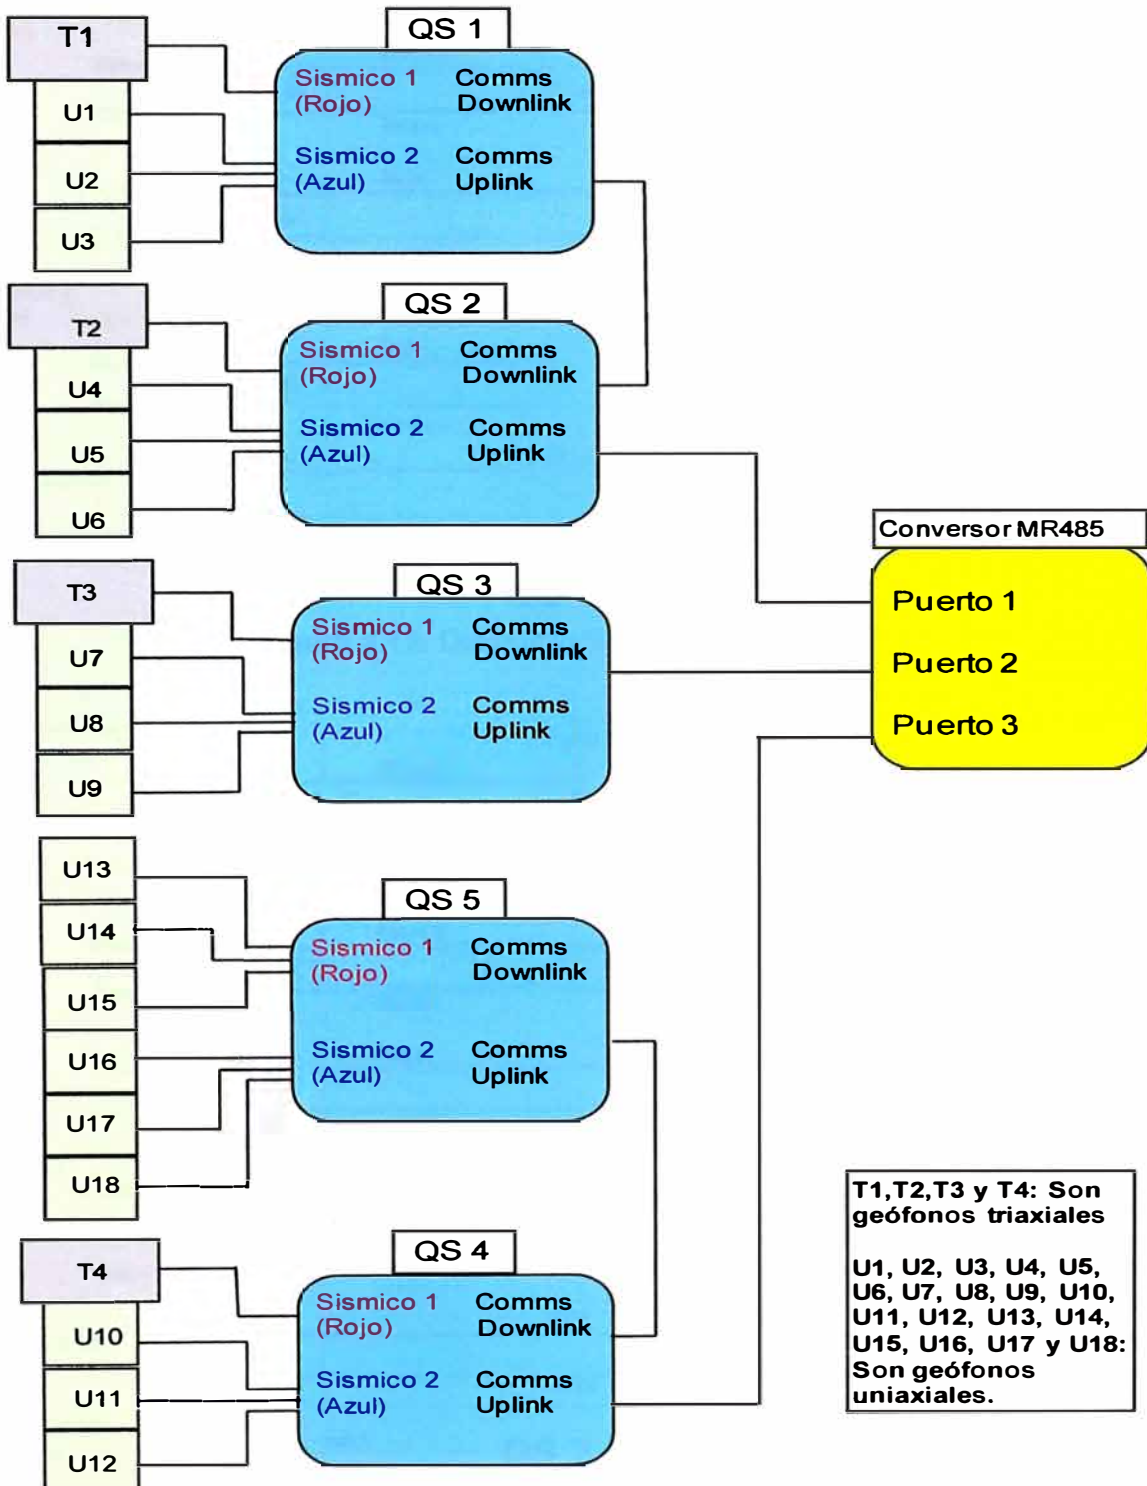 T1
U1
U2
U3
QS 1
Sismico 1
(Rojo)
Comms
Downlink
Sismico 2
(Azul)
Comms
Uplink
T2
U4
U5
U6
QS 2
Sismico 1
(Rojo)
Comms
Downlink
Sismico 2
(Azul)
Comms
Uplink
T3
U7
U8
U9
QS 3
Sismico 1
(Rojo)
Comms
Downlink
Sismico 2
(Azul)
Comms
Uplink
Conversor MR485
Puerto 1
Puerto 2
Puerto 3
U13
U14
U15
U16
U17
U18
QS 5
Sismico 1
(Rojo)
Comms
Downlink
Sismico 2
(Azul)
Comms
Uplink
T4
U10
U11
U12
QS 4
Sismico 1
(Rojo)
Comms
Downlink
Sismico 2
(Azul)
Comms
Uplink
T1,T2,T3 y T4: Son
geófonos triaxiales
U1, U2, U3, U4, U5,
U6, U7, U8, U9, U10,
U11, U12, U13, U14,
U15, U16, U17 y U18:
Son geófonos
uniaxiales.